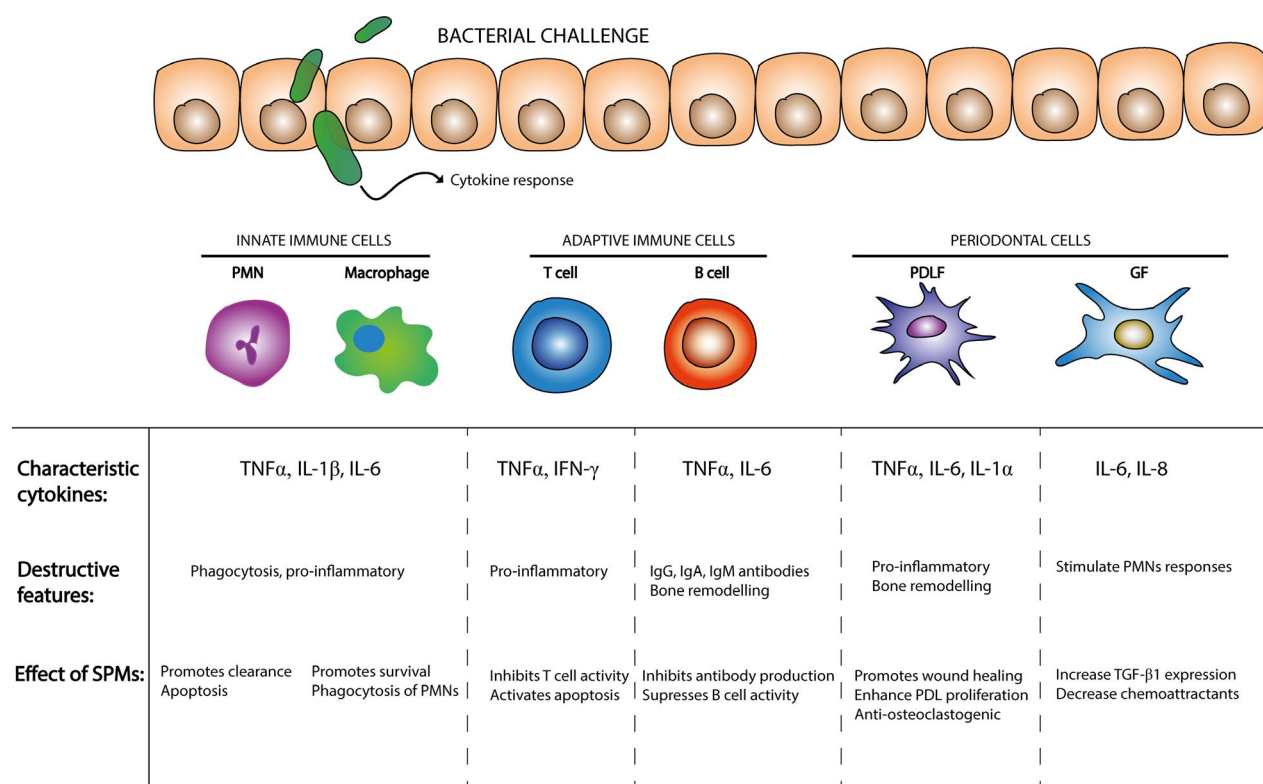 BACTERIAL CHALLENGE
Cytokine response
INNATE IMMUNE CELLS
ADAPTIVE IMMUNE CELLS
PERIODONTAL CELLS
PMN
Macrophage
T cell
B cell
PDLF
GF
Characteristic
cytokines:
TNFα, IL-1β, IL-6
TNFα, IFN-γ
TNFα, IL-6
TNFα, IL-6, IL-1α
IL-6, IL-8
Destructive
features:
Phagocytosis, pro-inflammatory
Pro-inflammatory
IgG, IgA, IgM antibodies
Bone remodelling
Pro-inflammatory
Bone remodelling
Stimulate PMNs responses
Effect of SPMs:
Promotes clearance
Apoptosis
Promotes survival
Phagocytosis of PMNs
Inhibits T cell activity
Activates apoptosis
Inhibits antibody production
Supresses B cell activity
Promotes wound healing
Enhance PDL proliferation
Anti-osteoclastogenic
Increase TGF-β1 expression
Decrease chemoattractants